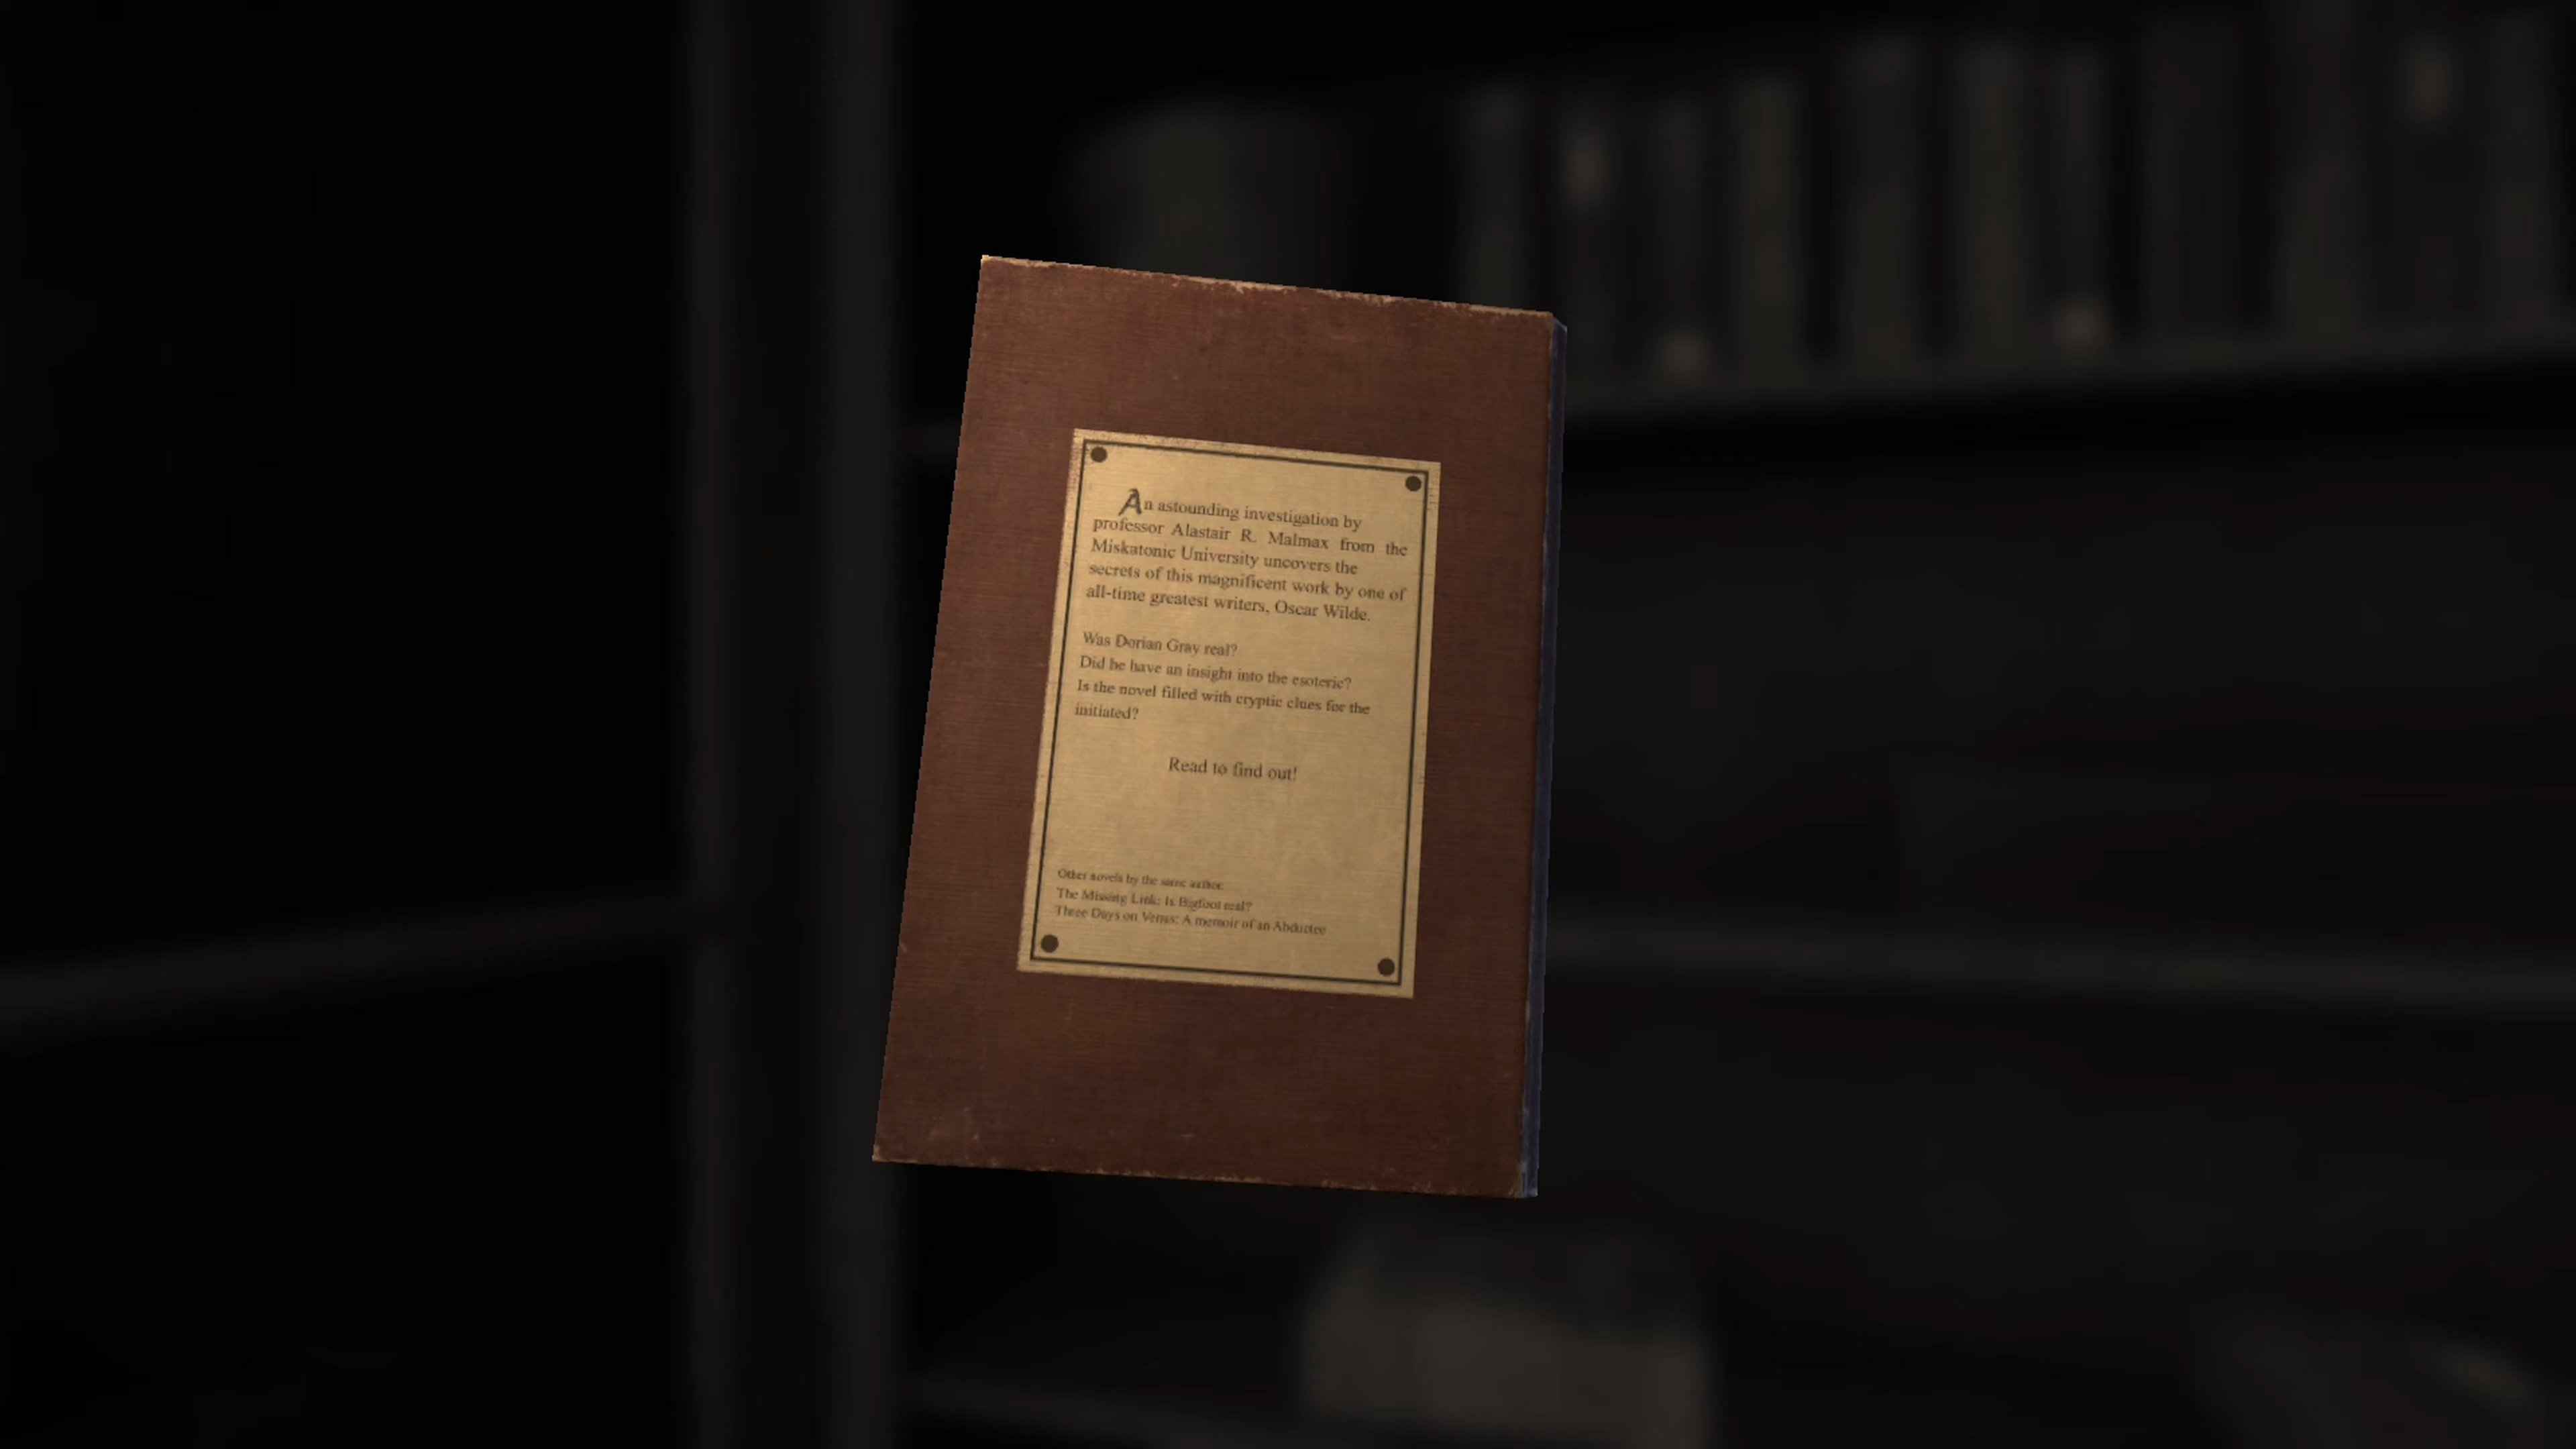 An astounding investigation by
professor Alastair R. Malmax from the
Miskatonic University uncovers the
secrets of this magnificent work by one of
all-time greatest writers, Oscar Wilde.
Was Dorian Gray real?
Did he have an insight into the esoteric?
Is the novel filled with cryptic clues for the
initiated?
Read to find out!
Other novels by the same author:
The Missing Link: Is Bigfoot real?
Three Days on Venus: A memoir of an Abductee